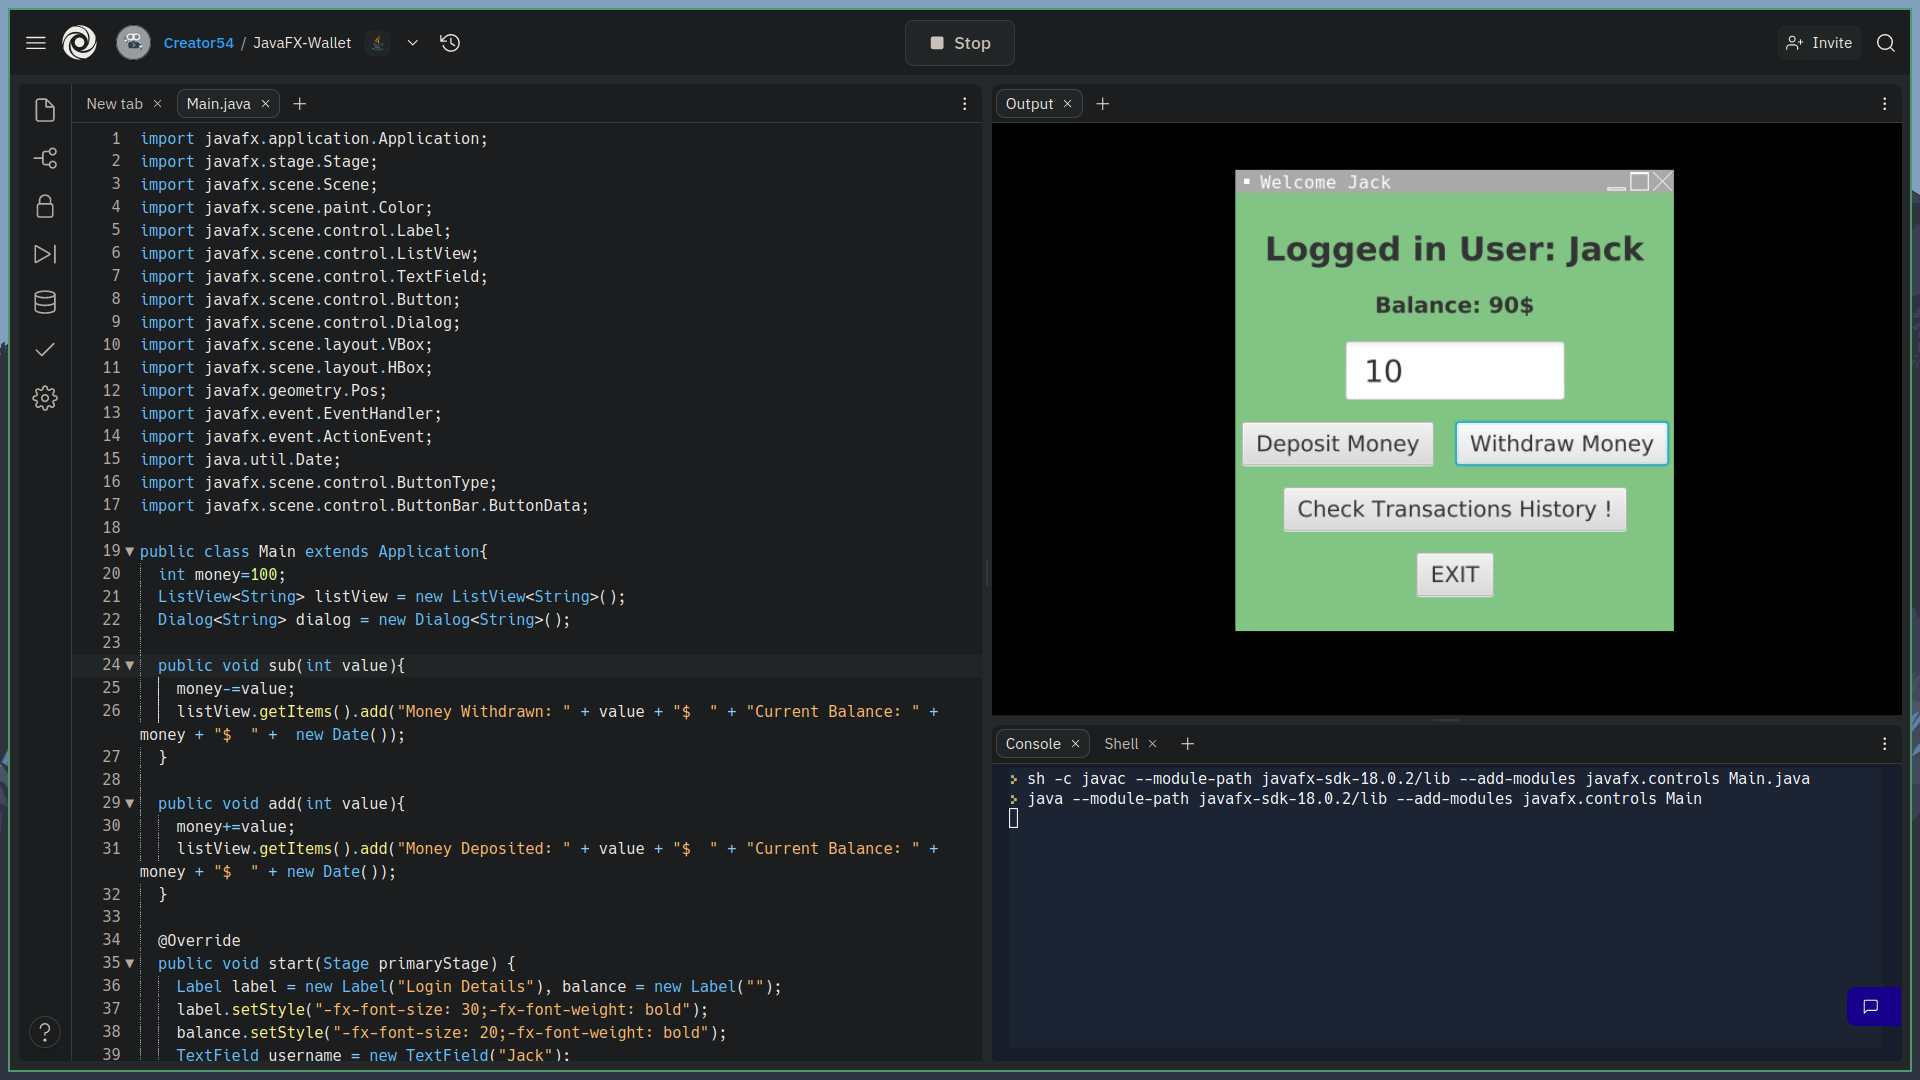 Creator54 / JavaFX-Wallet
Stop
Invite
New tab
Main.java
1 import javafx.application.Application;
2 import javafx.stage.Stage;
3 import javafx.scene.Scene;
4 import javafx.scene.paint.Color;
5 import javafx.scene.control.Label;
6 import javafx.scene.control.ListView;
7 import javafx.scene.control.TextField;
8 import javafx.scene.control.Button;
9 import javafx.scene.control.Dialog;
10 import javafx.scene.layout.VBox;
11 import javafx.scene.layout.HBox;
12 import javafx.geometry.Pos;
13 import javafx.event.EventHandler;
14 import javafx.event.ActionEvent;
15 import java.util.Date;
16 import javafx.scene.control.ButtonType;
17 import javafx.scene.control.ButtonBar.ButtonData;
18
19 public class Main extends Application{
20 int money=100;
21 ListView<String> listView = new ListView<String>();
22 Dialog<String> dialog = new Dialog<String>();
23
24 public void sub(int value){
25 money-=value;
26 listView.getItems().add("Money Withdrawn: " + value + "$  " + "Current Balance: " +
money + "$  " +  new Date());
27 }
28
29 public void add(int value){
30 money+=value;
31 listView.getItems().add("Money Deposited: " + value + "$  " + "Current Balance: " +
money + "$  " + new Date());
32 }
33
34 @Override
35 public void start(Stage primaryStage) {
36 Label label = new Label("Login Details"), balance = new Label("");
37 label.setStyle("-fx-font-size: 30;-fx-font-weight: bold");
38 balance.setStyle("-fx-font-size: 20;-fx-font-weight: bold");
39 TextField username = new TextField("Jack");
Output
Welcome Jack
Logged in User: Jack
Balance: 90$
10
Deposit Money
Withdraw Money
Check Transactions History !
EXIT
Console
Shell
sh -c javac --module-path javafx-sdk-18.0.2/lib --add-modules javafx.controls Main.java
java --module-path javafx-sdk-18.0.2/lib --add-modules javafx.controls Main
?